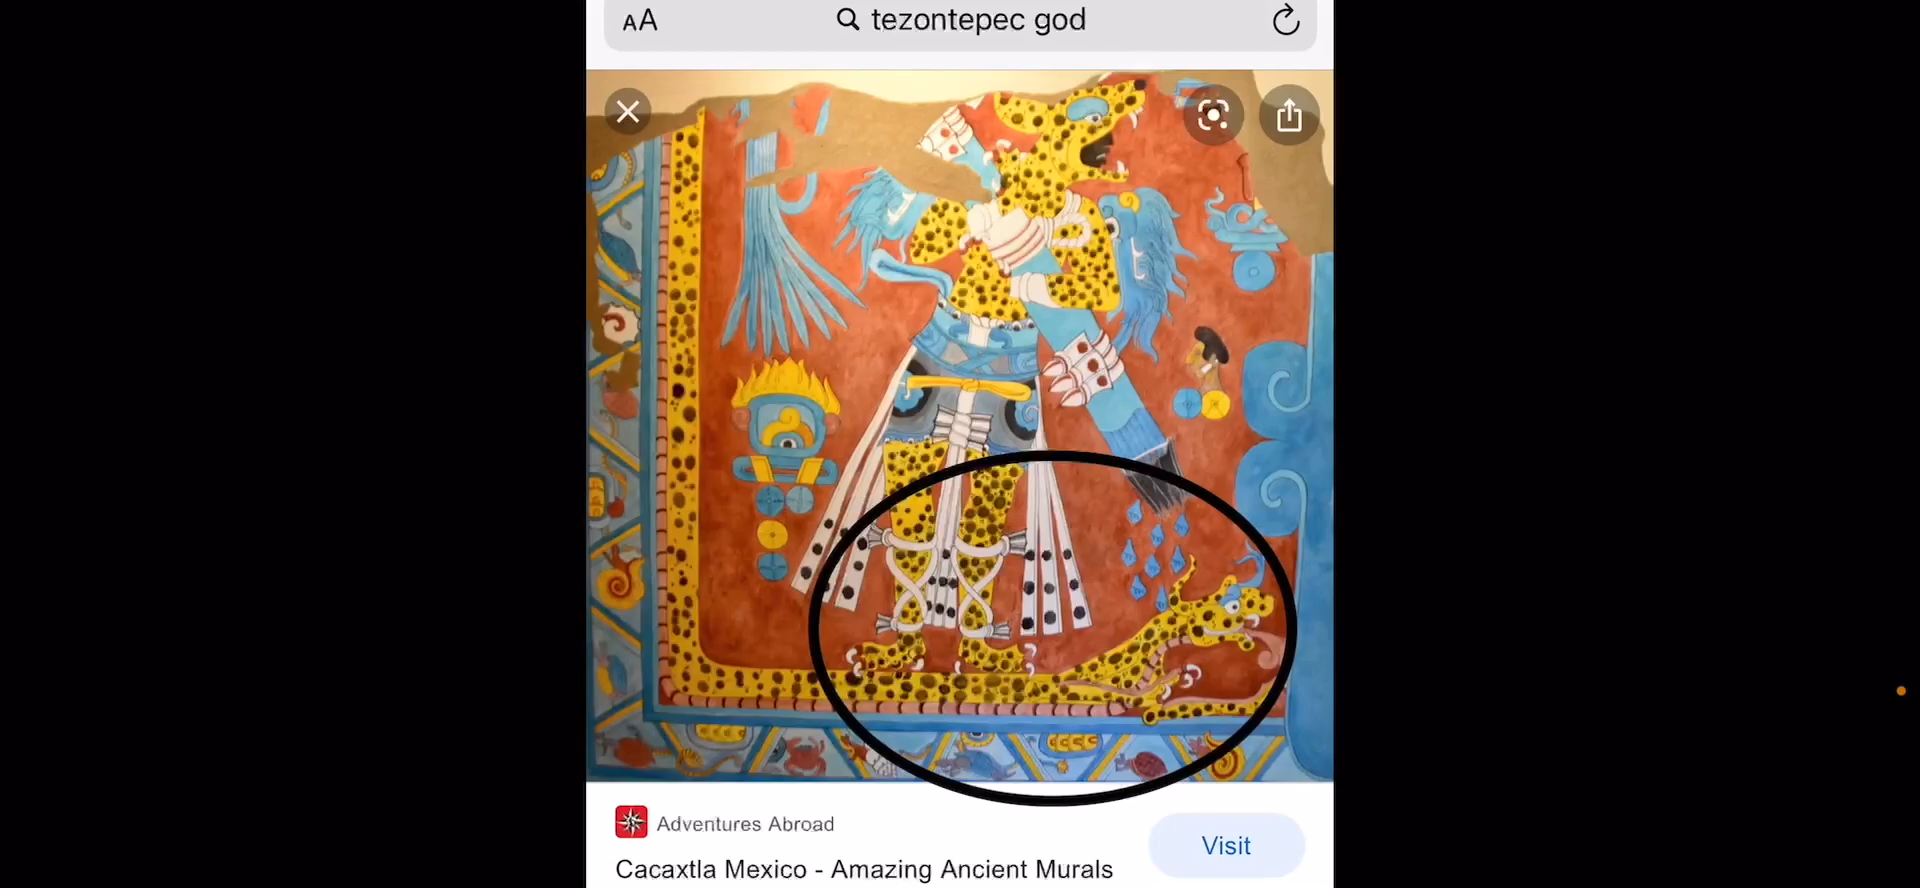 AA
tezontepec god
Adventures Abroad
Visit
Cacaxtla Mexico - Amazing Ancient Murals